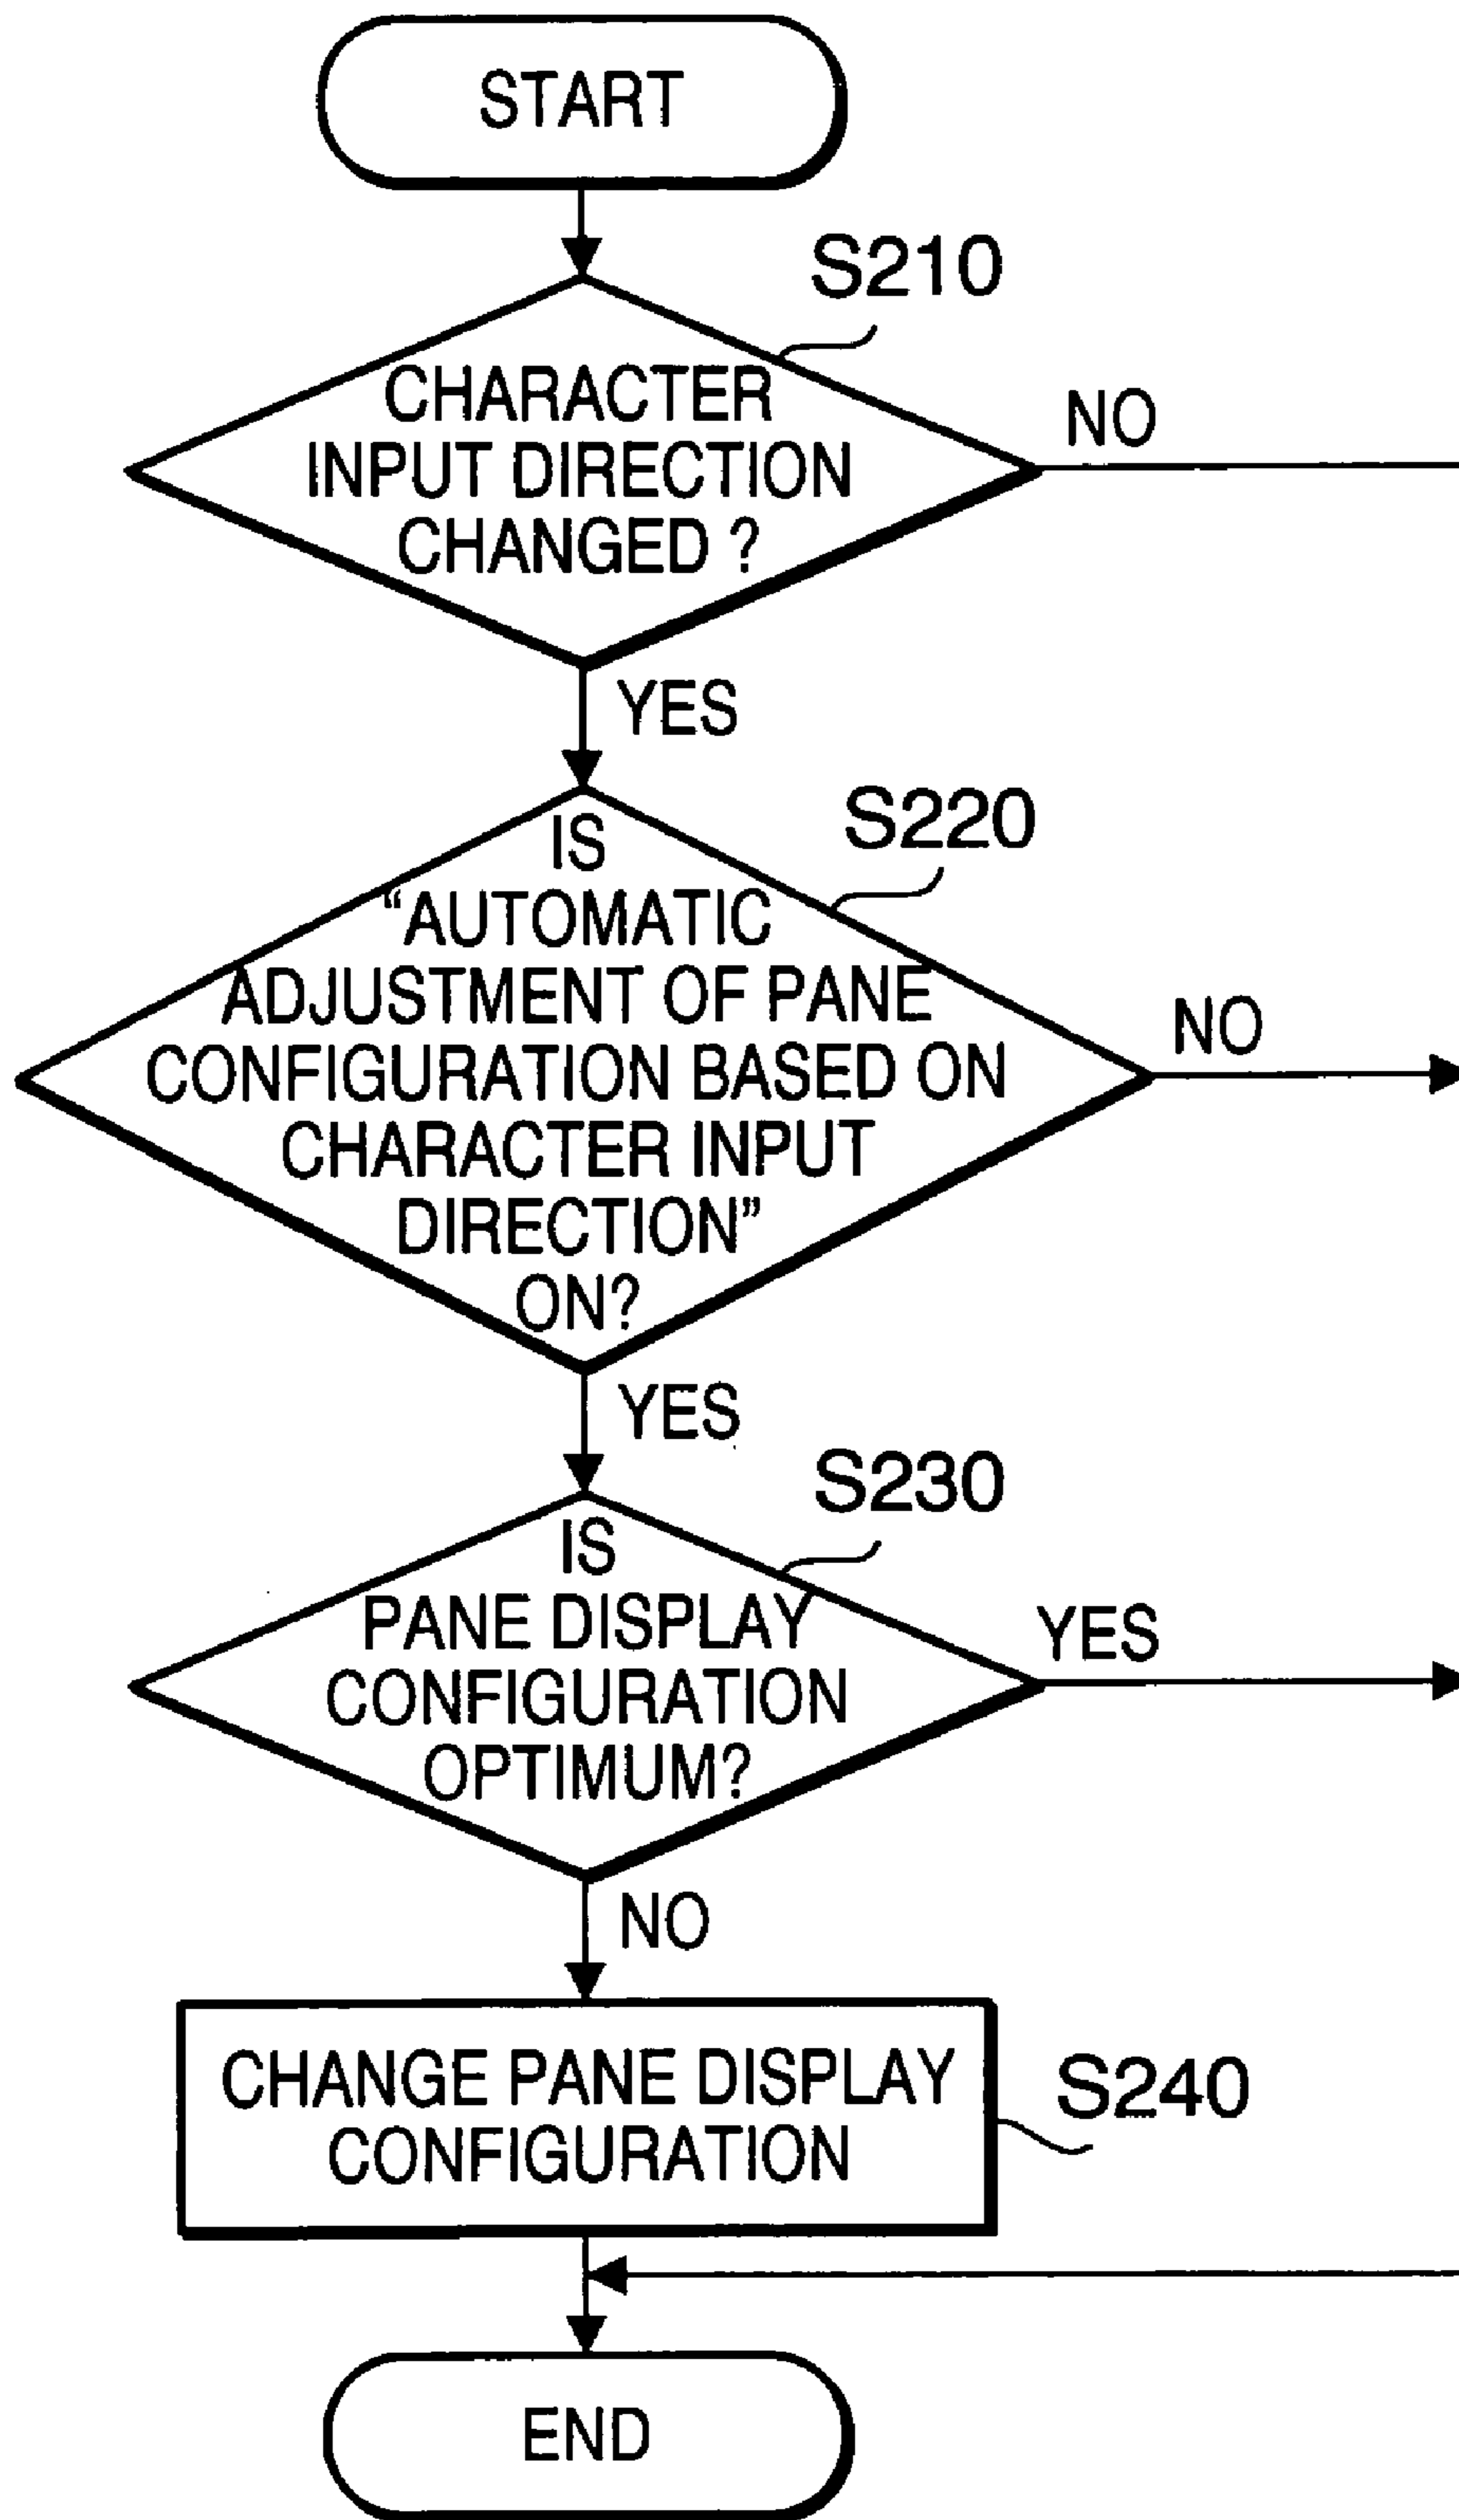 START
S210
CHARACTER
INPUT DIRECTION
CHANGED ?
NO
YES
S220
IS
“AUTOMATIC
ADJUSTMENT OF PANE
CONFIGURATION BASED ON
CHARACTER INPUT
DIRECTION”
ON?
NO
YES
S230
IS
PANE DISPLAY
CONFIGURATION
OPTIMUM?
YES
NO
CHANGE PANE DISPLAY
CONFIGURATION
S240
END